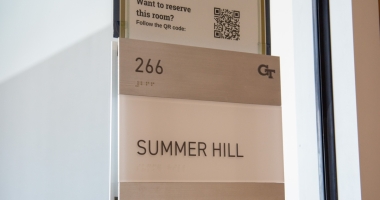 Want to reserve
this room?
Follow the QR code:
266
GT
SUMMER HILL